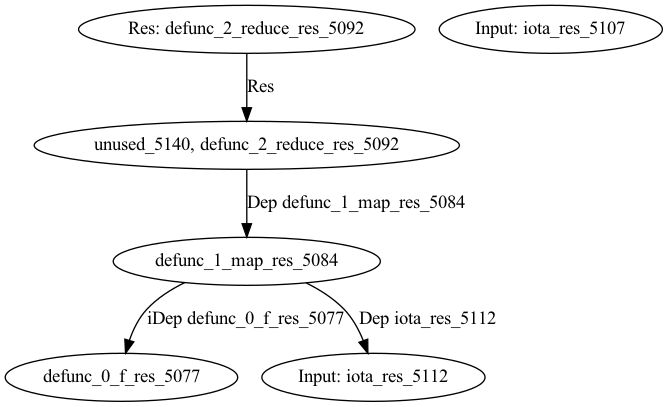 Res: defunc_2_reduce_res_5092
Input: iota_res_5107
Res
unused_5140, defunc_2_reduce_res_5092
Dep defunc_1_map_res_5084
defunc_1_map_res_5084
iDep defunc_0_f_res_5077
Dep iota_res_5112
defunc_0_f_res_5077
Input: iota_res_5112